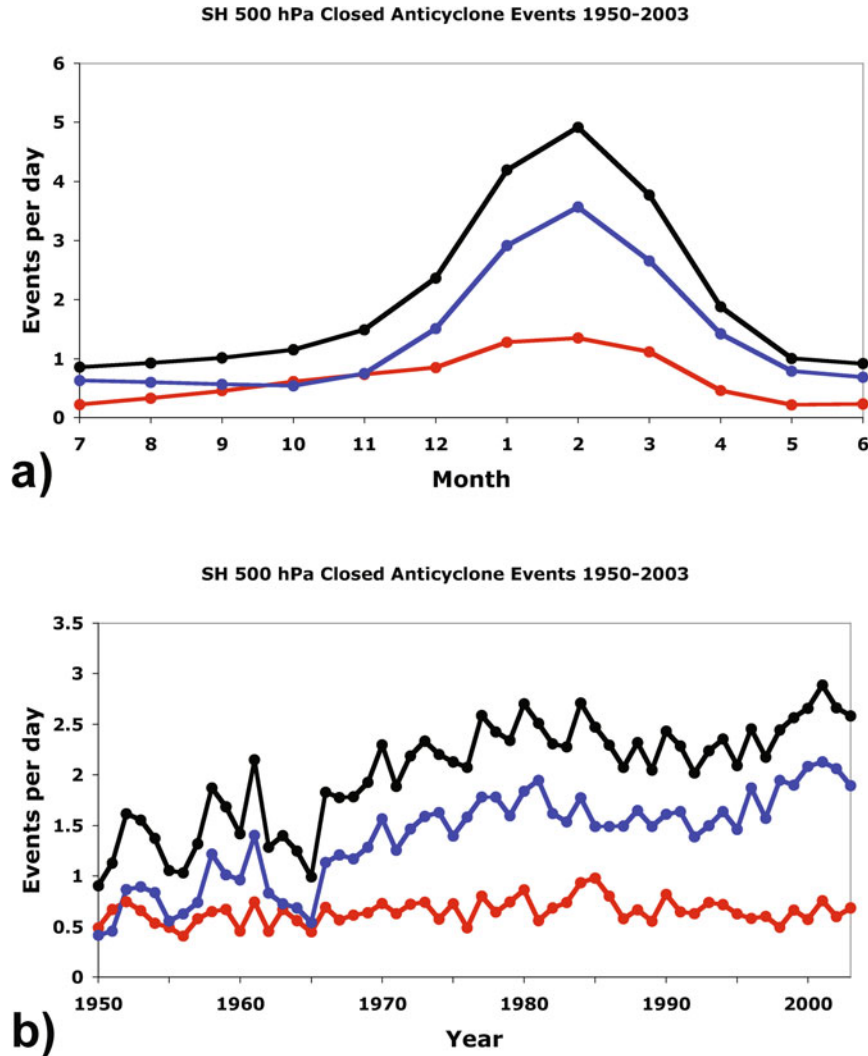 SH 500 hPa Closed Anticyclone Events 1950-2003
6
5
4
3
2
1
0
Events per day
7 8 9 10 11 12 1 2 3 4 5 6
Month
a)
SH 500 hPa Closed Anticyclone Events 1950-2003
3.5
3
2.5
2
1.5
1
0.5
0
Events per day
1950 1960 1970 1980 1990 2000
Year
b)